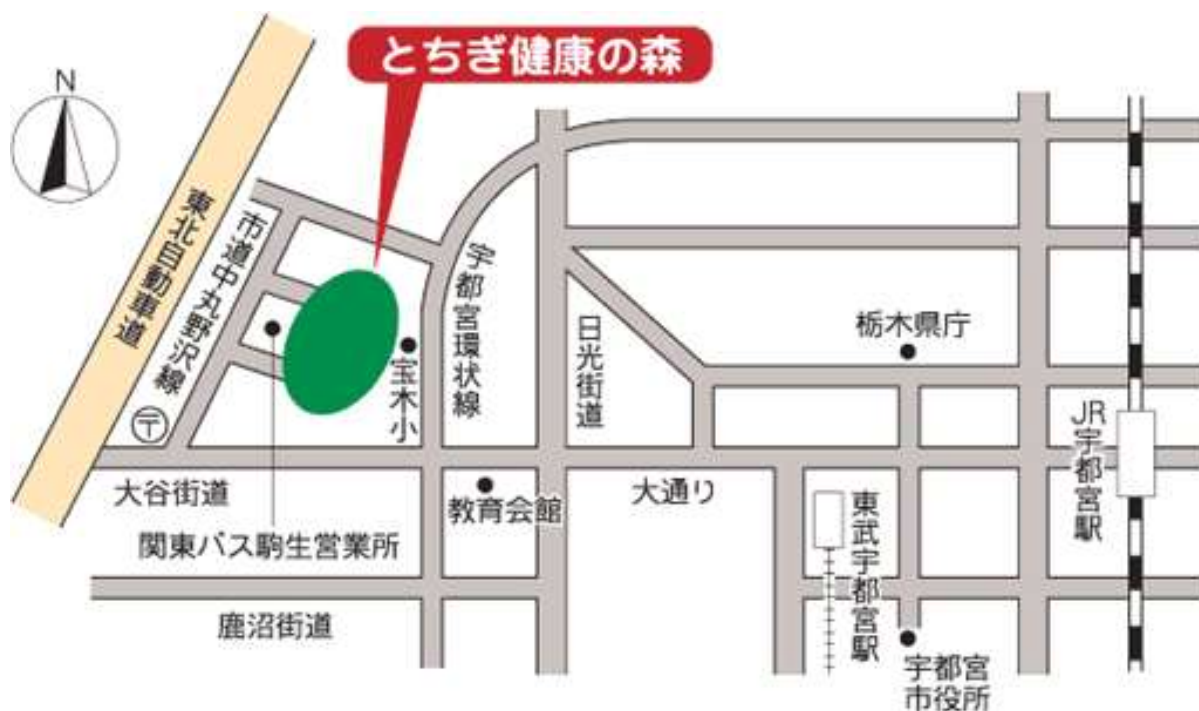 とちぎ健康の森
N
東北自動車道
市道中丸野沢線
宇都宮環状線
日光街道
栃木県庁
宝木小
〒
JR宇都宮駅
大谷街道
教育会館
大通り
関東バス駒生営業所
東武宇都宮駅
鹿沼街道
宇都宮
市役所